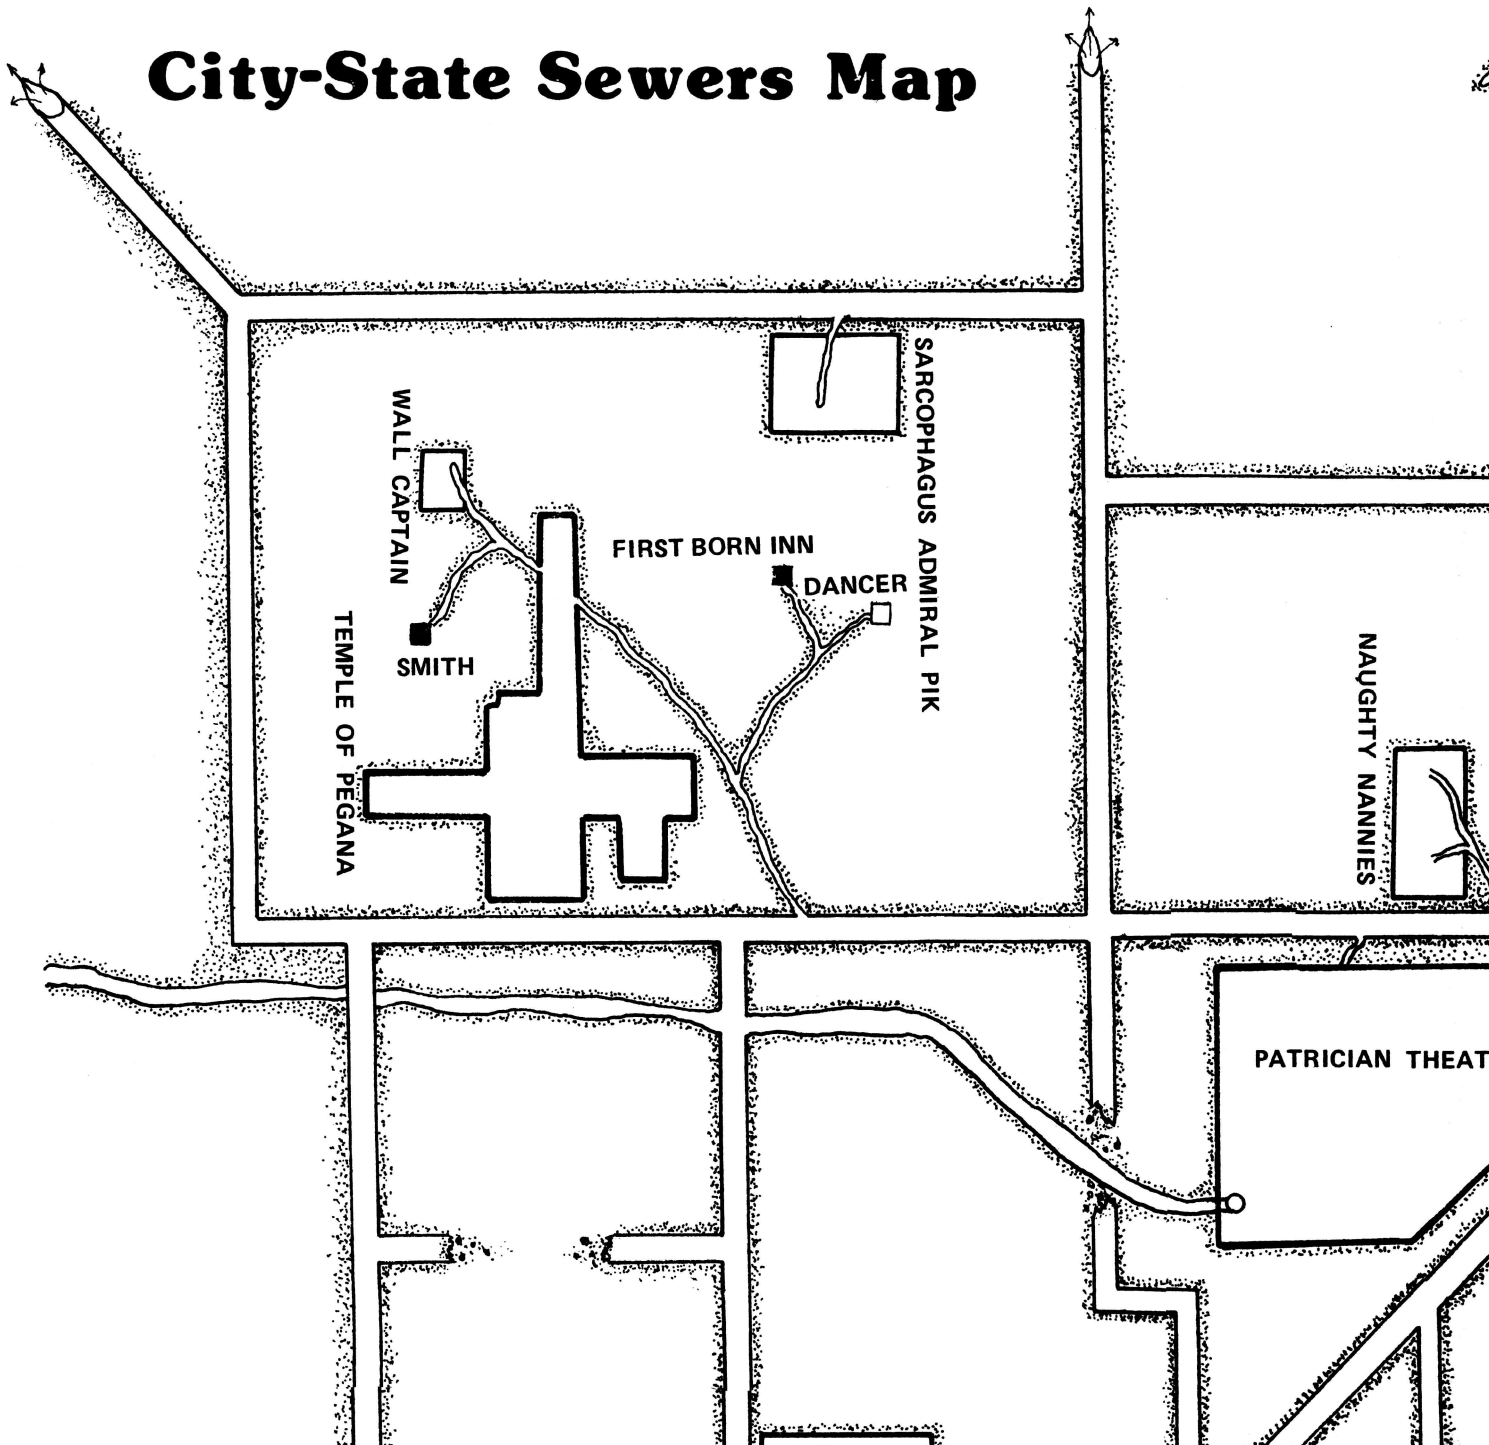 City-State Sewers Map
SARCOPHAGUS ADMIRAL PIK
WALL CAPTAIN
FIRST BORN INN
DANCER
SMITH
TEMPLE OF PEGANA
NAUGHTY NANNIES
PATRICIAN THEAT